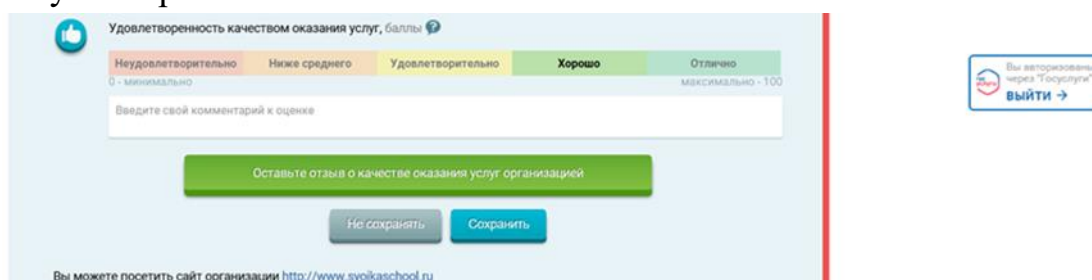 Удовлетворенность качеством оказания услуг, баллы ?
Неудовлетворительно Ниже среднего Удовлетворительно Хорошо Отлично
0 - минимально максимально - 100
Введите свой комментарий к оценке
Оставьте отзыв о качестве оказания услуг организацией
Не сохранять Сохранить
Вы можете посетить сайт организации http://www.svoikaschool.ru
Вы авторизованы
через "Госуслуги"
ВЫЙТИ →